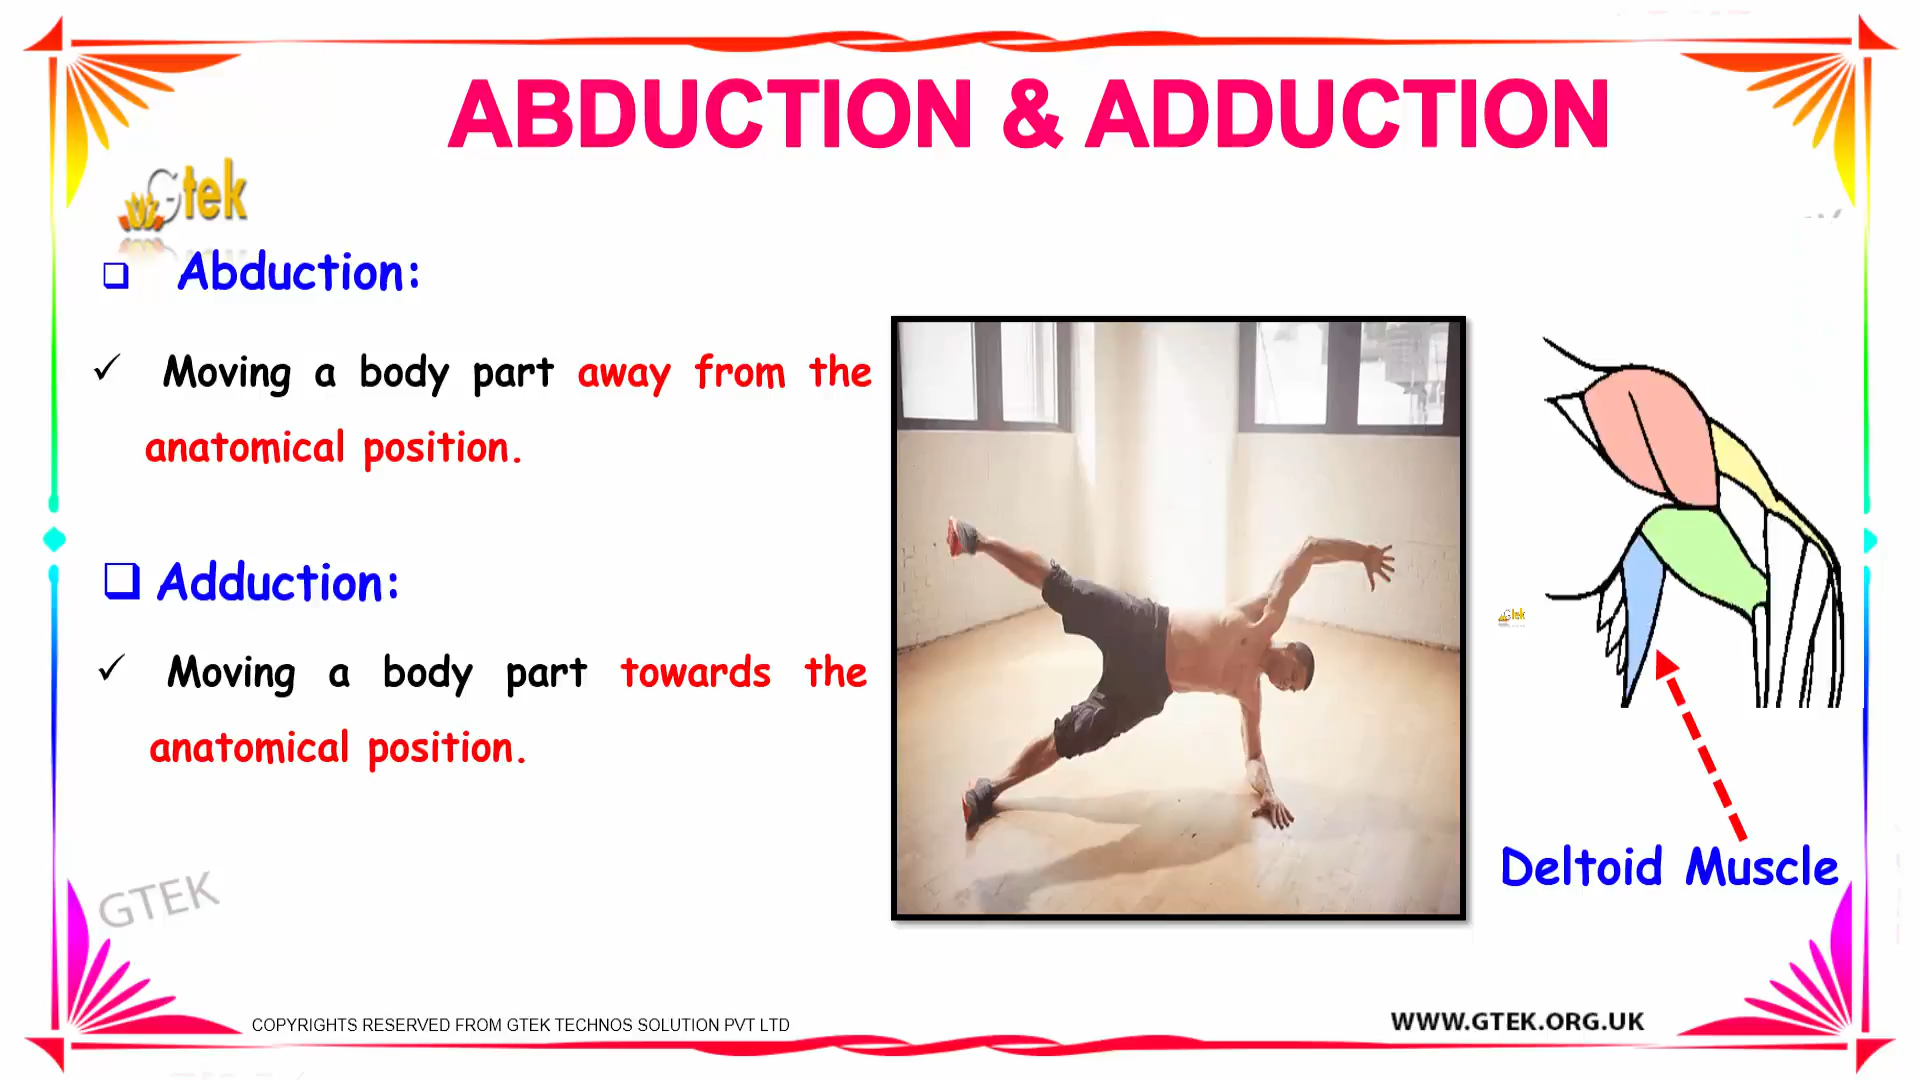 ABDUCTION & ADDUCTION
Gtek
Abduction:
Moving a body part away from the
anatomical position.
Adduction:
Moving a body part towards the
anatomical position.
Gtek
Deltoid Muscle
GTEK
COPYRIGHTS RESERVED FROM GTEK TECHNOS SOLUTION PVT LTD
WWW.GTEK.ORG.UK